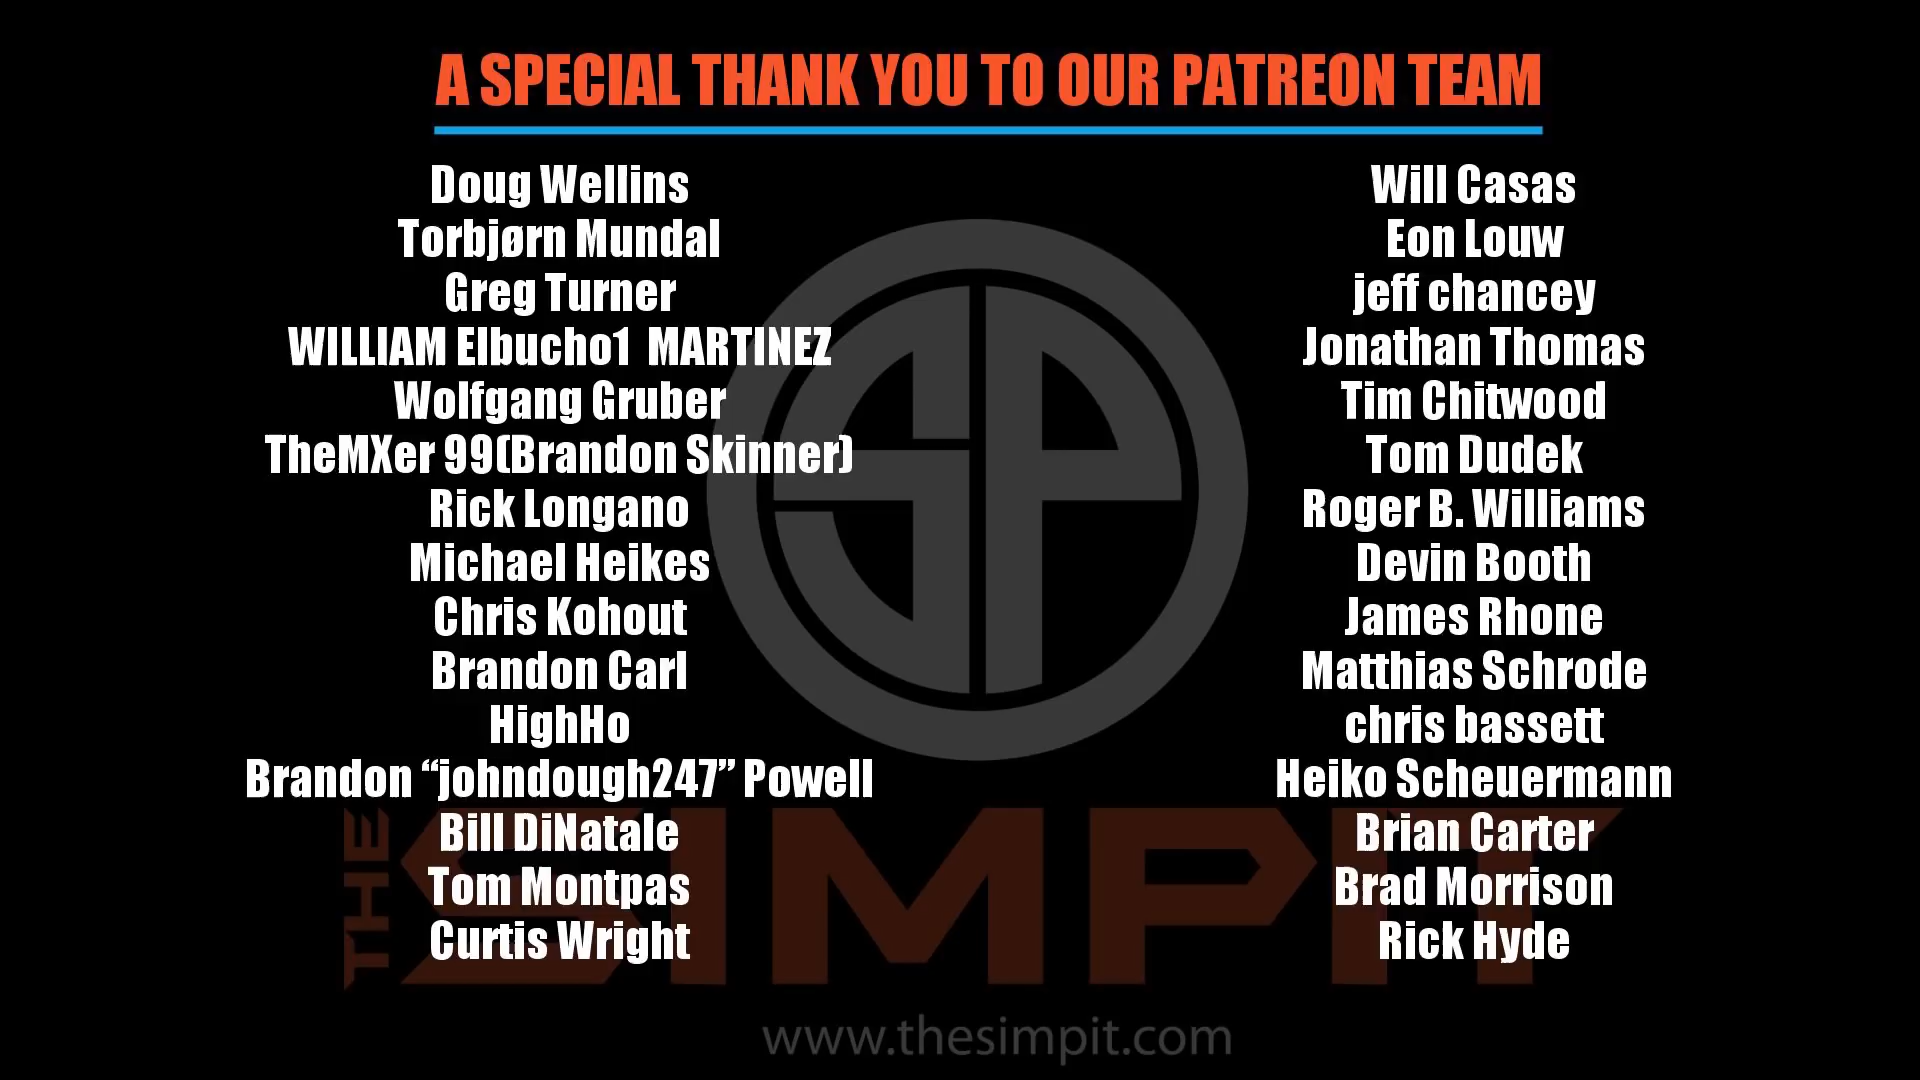 A SPECIAL THANK YOU TO OUR PATREON TEAM
Doug Wellins
Torbjørn Mundal
Greg Turner
WILLIAM Elbucho1  MARTINEZ
Wolfgang Gruber
TheMXer 99(Brandon Skinner)
Rick Longano
Michael Heikes
Chris Kohout
Brandon Carl
HighHo
Brandon “johndough247” Powell
Bill DiNatale
Tom Montpas
Curtis Wright
Will Casas
Eon Louw
jeff chancey
Jonathan Thomas
Tim Chitwood
Tom Dudek
Roger B. Williams
Devin Booth
James Rhone
Matthias Schrode
chris bassett
Heiko Scheuermann
Brian Carter
Brad Morrison
Rick Hyde
SP
THE SIMPIT
www.thesimpit.com